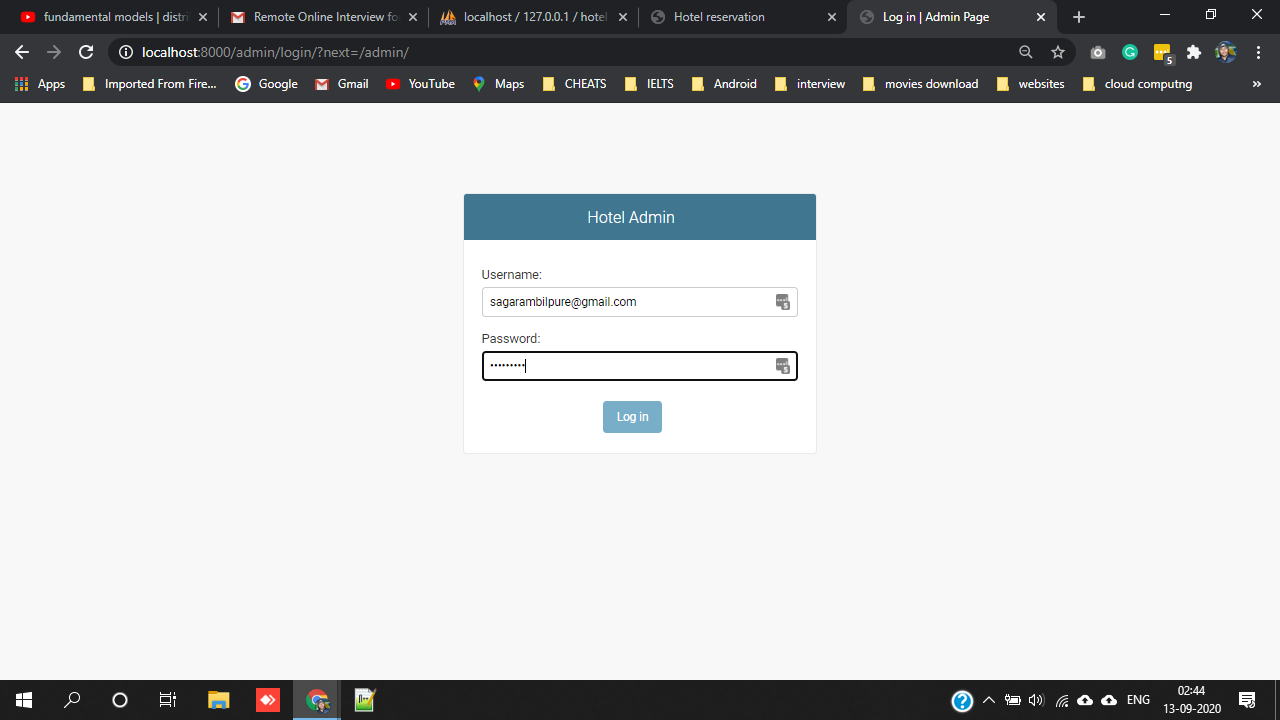 fundamental models | distri
Remote Online Interview fo
localhost / 127.0.0.1 / hotel
Hotel reservation
Log in | Admin Page
localhost:8000/admin/login/?next=/admin/
5
Apps
Imported From Fire...
Google
Gmail
YouTube
Maps
CHEATS
IELTS
Android
interview
movies download
websites
cloud computng
»
Hotel Admin
Username:
sagarambilpure@gmail.com
Password:
•••••••••
Log in
ENG
02:44
13-09-2020